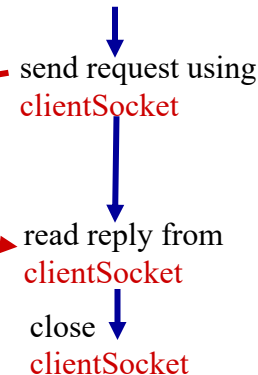 send request using
clientSocket
read reply from
clientSocket
close
clientSocket